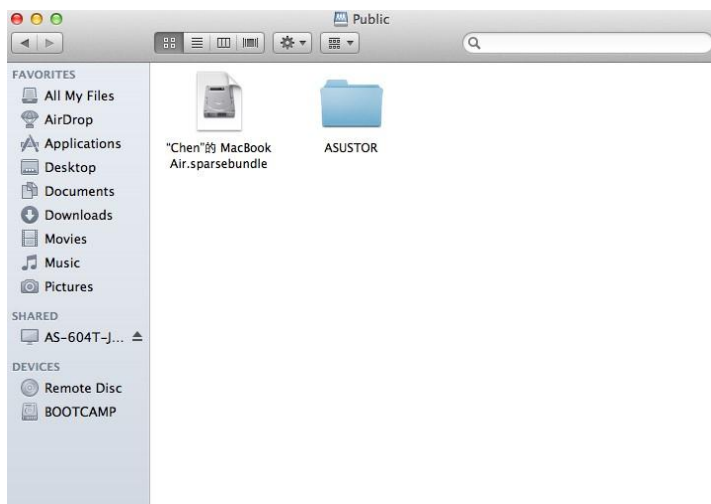 Public
FAVORITES
All My Files
AirDrop
Applications
Desktop
Documents
Downloads
Movies
Music
Pictures
SHARED
AS-604T-J...
DEVICES
Remote Disc
BOOTCAMP
"Chen"的 MacBook
Air.sparsebundle
ASUSTOR